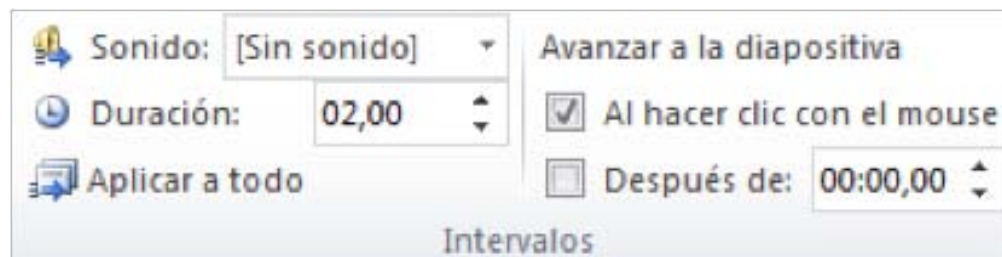 Sonido: [Sin sonido]
Duración: 02,00
Aplicar a todo
Avanzar a la diapositiva
Al hacer clic con el mouse
Después de: 00:00,00
Intervalos